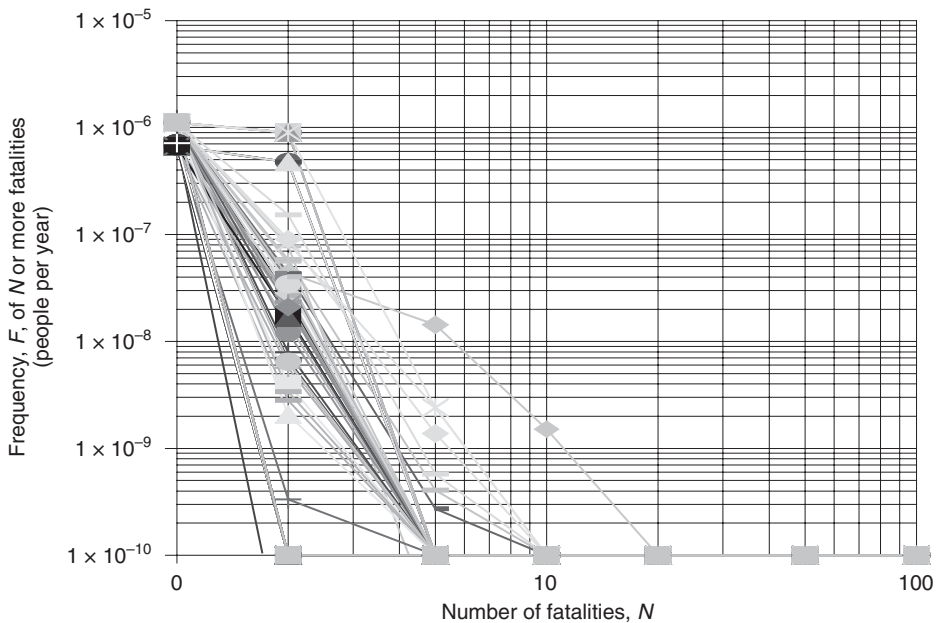 1 × 10⁻⁵
1 × 10⁻⁶
1 × 10⁻⁷
1 × 10⁻⁸
1 × 10⁻⁹
1 × 10⁻¹⁰
Frequency, F, of N or more fatalities
(people per year)
0
10
100
Number of fatalities, N